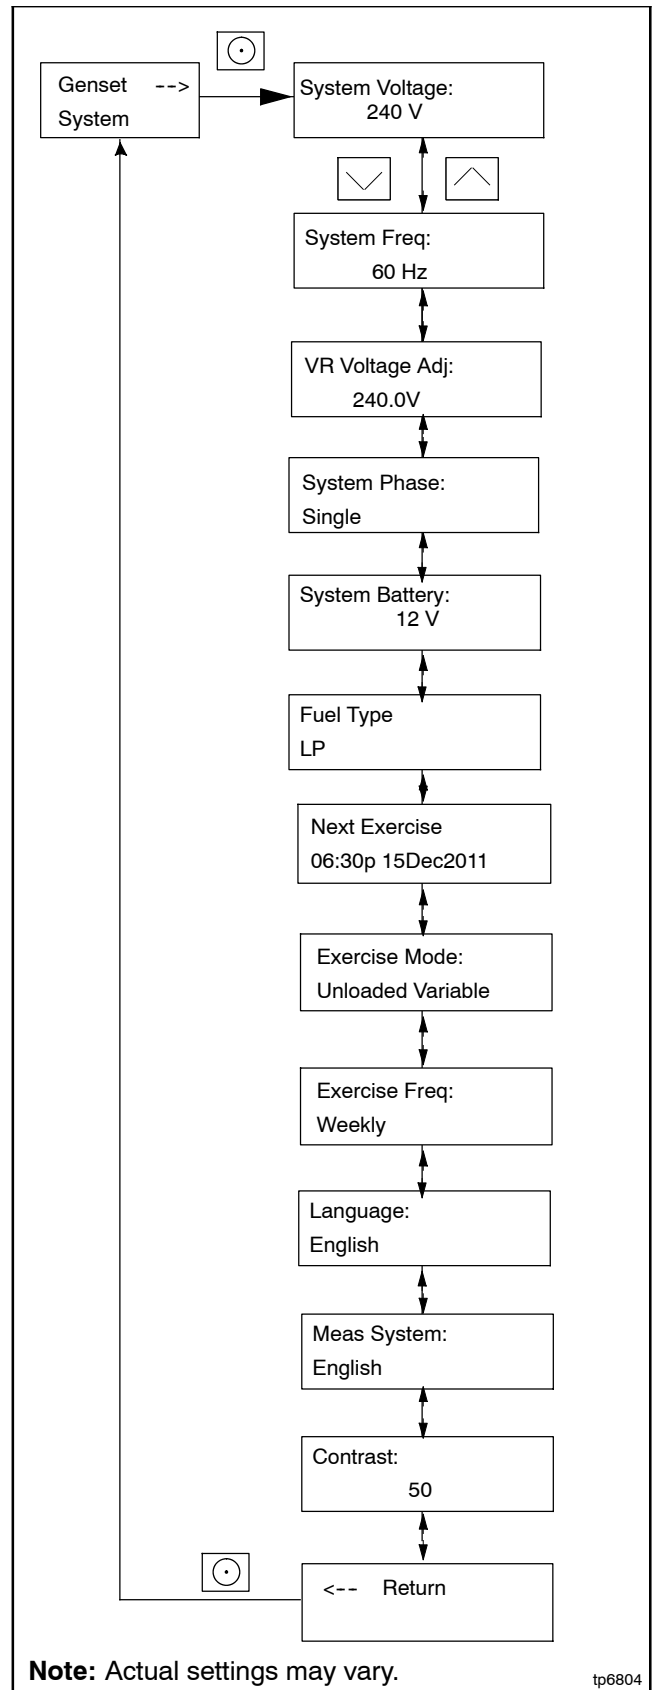 Genset -->
System
System Voltage:
240 V
System Freq:
60 Hz
VR Voltage Adj:
240.0V
System Phase:
Single
System Battery:
12 V
Fuel Type
LP
Next Exercise
06:30p 15Dec2011
Exercise Mode:
Unloaded Variable
Exercise Freq:
Weekly
Language:
English
Meas System:
English
Contrast:
50
<-- Return
Note: Actual settings may vary.
tp6804